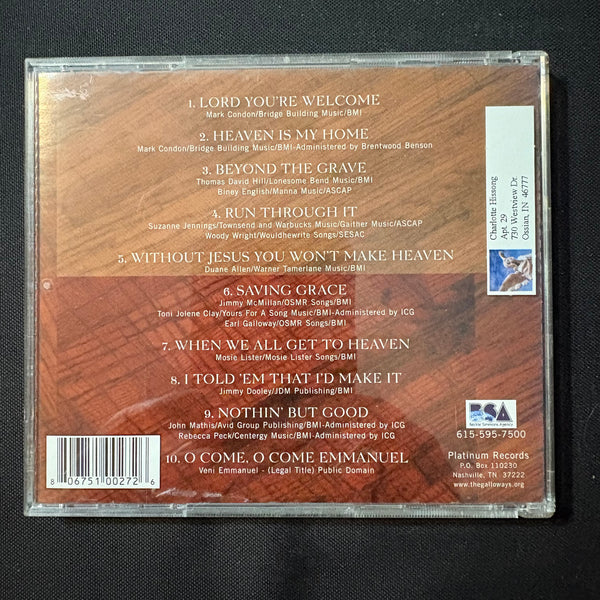 1. LORD YOU'RE WELCOME
Mark Condon/Bridge Building Music/BMI
2. HEAVEN IS MY HOME
Mark Condon/Bridge Building Music/BMI-Administered by Brentwood Benson
3. BEYOND THE GRAVE
Thomas David Hill/Lonesome Bend Music/BMI
Biney English/Manna Music/ASCAP
4. RUN THROUGH IT
Suzanne Jennings/Townsend and Warbucks Music/Gaither Music/ASCAP
Woody Wright/Wouldhewrite Songs/SESAC
5. WITHOUT JESUS YOU WON'T MAKE HEAVEN
Duane Allen/Warner Tamerlane Music/BMI
6. SAVING GRACE
Jimmy McMillan/OSMR Songs/BMI
Toni Jolene Clay/Yours For A Song Music/BMI-Administered by ICG
Earl Galloway/OSMR Songs/BMI
7. WHEN WE ALL GET TO HEAVEN
Mosie Lister/Mosie Lister Songs/BMI
8. I TOLD 'EM THAT I'D MAKE IT
Jimmy Dooley/JDM Publishing/BMI
9. NOTHIN' BUT GOOD
John Mathis/Avid Group Publishing/BMI-Administered by ICG
Rebecca Peck/Centergy Music/BMI-Administered by ICG
10. O COME, O COME EMMANUEL
Veni Emmanuel - (Legal Title) Public Domain
8 06751 00272 6
Charlotte Hissong
Apt. 29
730 Westview Dr.
Ossian, IN 46777
BSA
Beckie Simmons Agency
615-595-7500
Platinum Records
P.O. Box 110230
Nashville, TN 37222
www.thegalloways.org